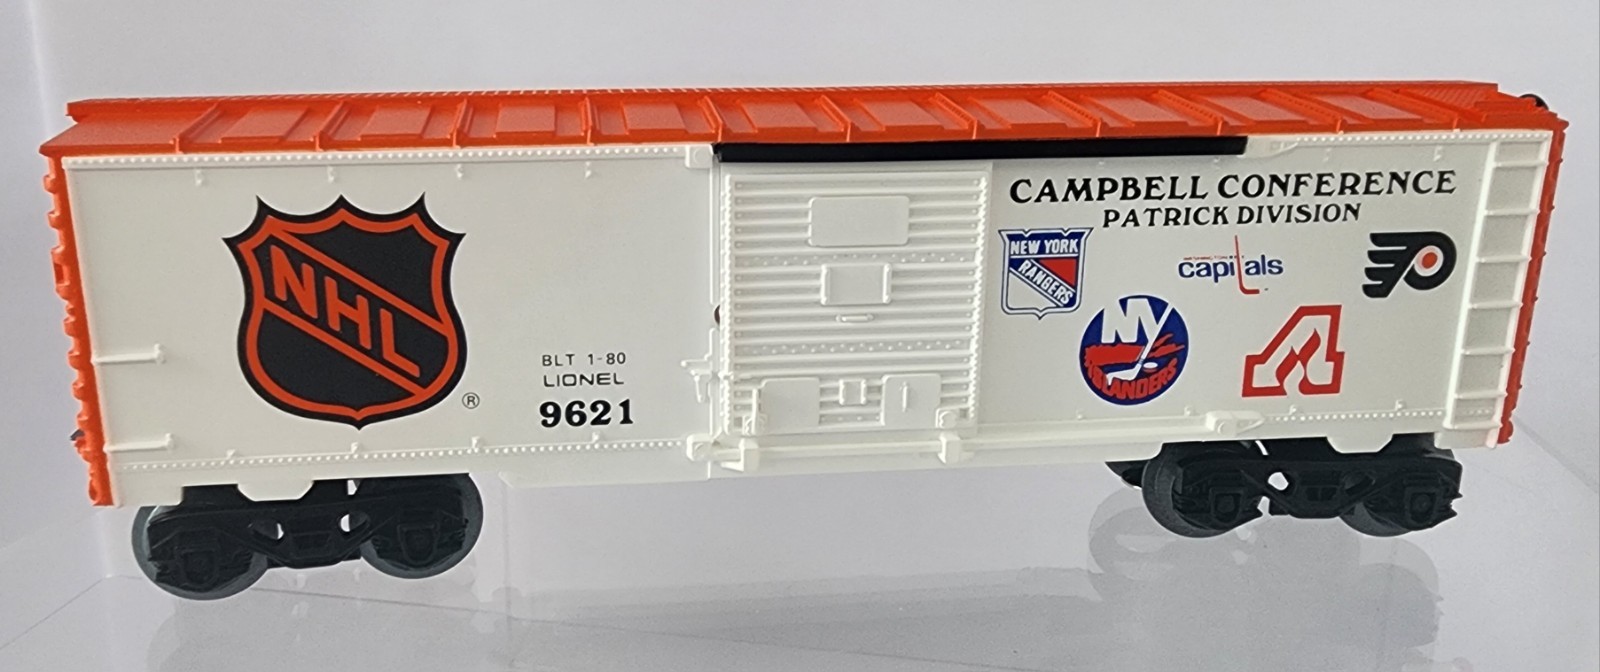 NHL
®
BLT 1-80
LIONEL
9621
CAMPBELL CONFERENCE
PATRICK DIVISION
NEW YORK
RANGERS
capitals
NY
ISLANDERS